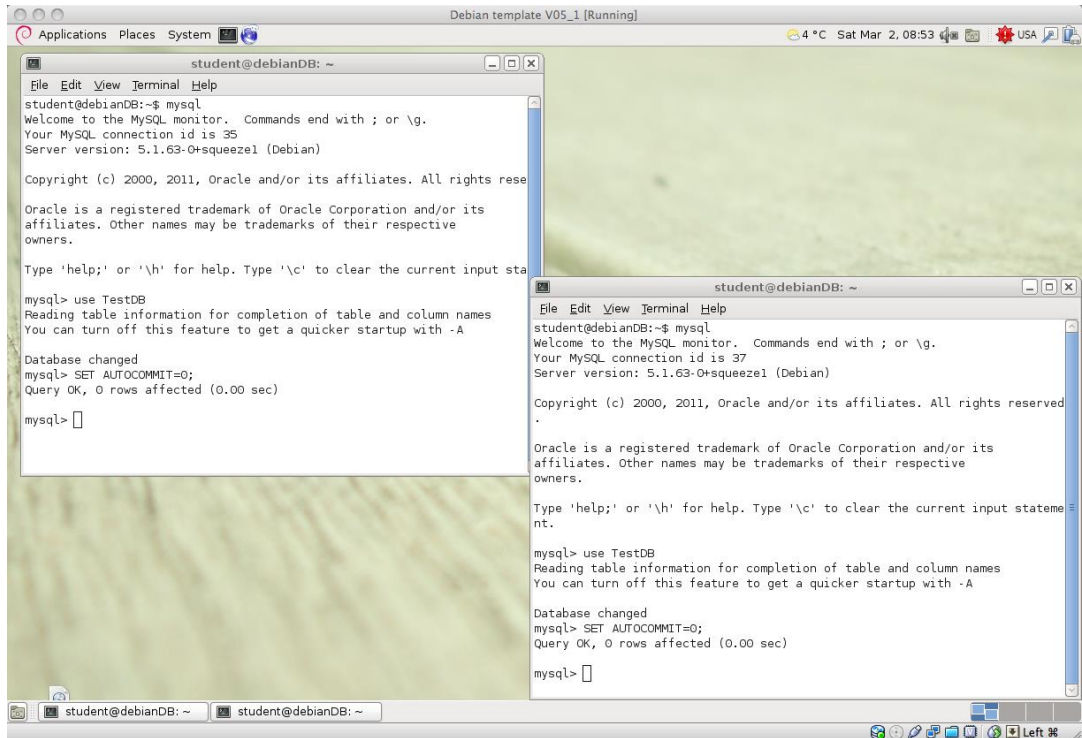 Debian template V05_1 [Running]
Applications Places System
4 °C Sat Mar 2, 08:53
USA
student@debianDB: ~
File Edit View Terminal Help
student@debianDB:~$ mysql
Welcome to the MySQL monitor. Commands end with ; or \g.
Your MySQL connection id is 35
Server version: 5.1.63-0+squeeze1 (Debian)
Copyright (c) 2000, 2011, Oracle and/or its affiliates. All rights rese
Oracle is a registered trademark of Oracle Corporation and/or its
affiliates. Other names may be trademarks of their respective
owners.
Type 'help;' or '\h' for help. Type '\c' to clear the current input sta
mysql> use TestDB
Reading table information for completion of table and column names
You can turn off this feature to get a quicker startup with -A
Database changed
mysql> SET AUTOCOMMIT=0;
Query OK, 0 rows affected (0.00 sec)
mysql>
student@debianDB: ~
File Edit View Terminal Help
student@debianDB:~$ mysql
Welcome to the MySQL monitor. Commands end with ; or \g.
Your MySQL connection id is 37
Server version: 5.1.63-0+squeeze1 (Debian)
Copyright (c) 2000, 2011, Oracle and/or its affiliates. All rights reserved
.
Oracle is a registered trademark of Oracle Corporation and/or its
affiliates. Other names may be trademarks of their respective
owners.
Type 'help;' or '\h' for help. Type '\c' to clear the current input stateme
nt.
mysql> use TestDB
Reading table information for completion of table and column names
You can turn off this feature to get a quicker startup with -A
Database changed
mysql> SET AUTOCOMMIT=0;
Query OK, 0 rows affected (0.00 sec)
mysql>
student@debianDB: ~
student@debianDB: ~
Left ⌘